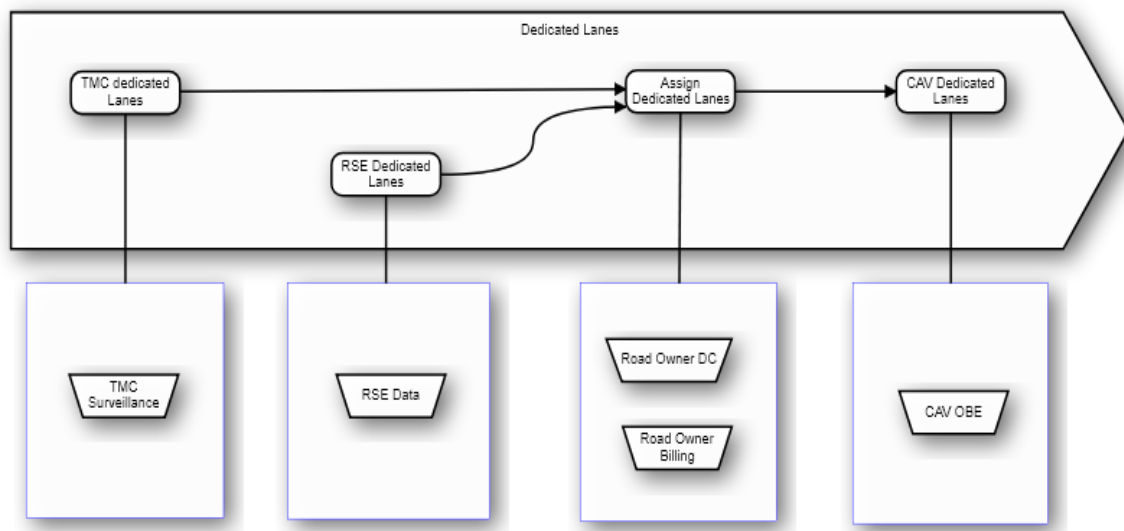 Dedicated Lanes
TMC dedicated
Lanes
Assign
Dedicated Lanes
CAV Dedicated
Lanes
RSE Dedicated
Lanes
TMC
Surveillance
RSE Data
Road Owner DC
Road Owner
Billing
CAV OBE